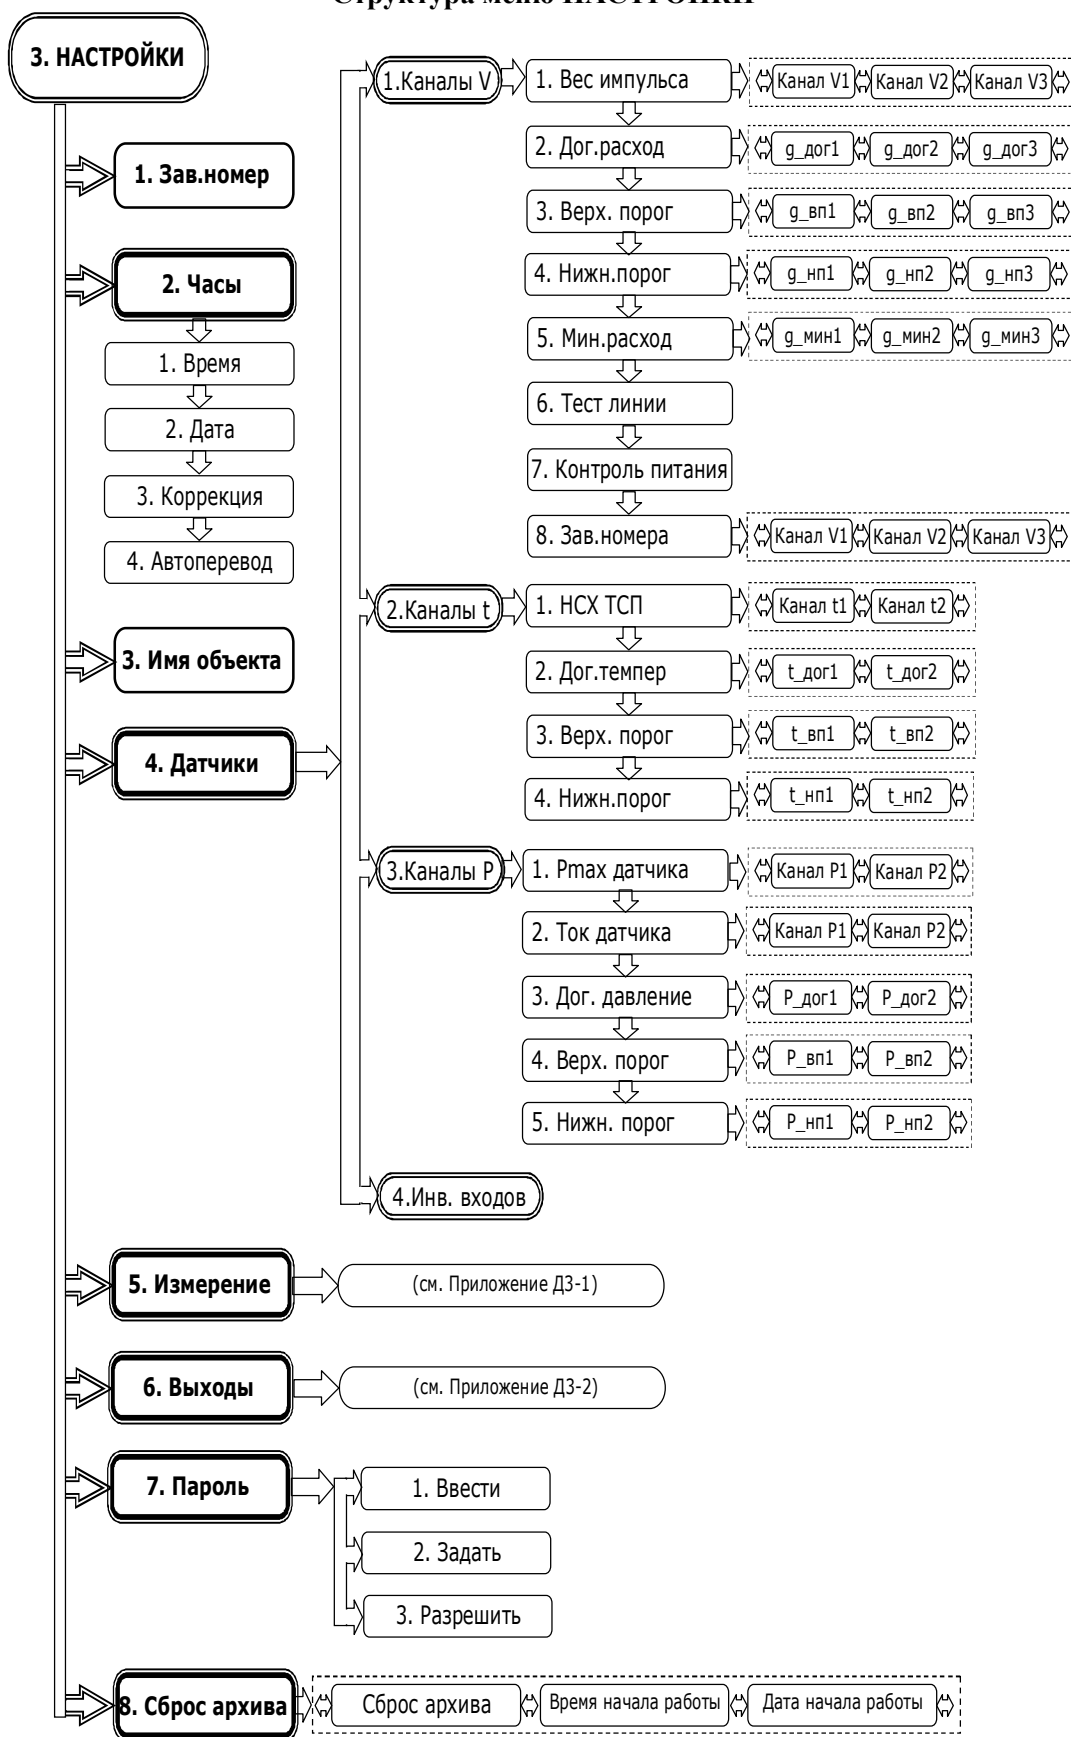 Структура меню НАСТРОЙКИ
3. НАСТРОЙКИ
1. Зав.номер
2. Часы
1. Время
2. Дата
3. Коррекция
4. Автоперевод
3. Имя объекта
4. Датчики
1.Каналы V
1. Вес импульса
Канал V1 Канал V2 Канал V3
2. Дог.расход
g_дог1 g_дог2 g_дог3
3. Верх. порог
g_вп1 g_вп2 g_вп3
4. Нижн.порог
g_нп1 g_нп2 g_нп3
5. Мин.расход
g_мин1 g_мин2 g_мин3
6. Тест линии
7. Контроль питания
8. Зав.номера
Канал V1 Канал V2 Канал V3
2.Каналы t
1. НСХ ТСП
Канал t1 Канал t2
2. Дог.темпер
t_дог1 t_дог2
3. Верх. порог
t_вп1 t_вп2
4. Нижн.порог
t_нп1 t_нп2
3.Каналы P
1. Pmax датчика
Канал P1 Канал P2
2. Ток датчика
Канал P1 Канал P2
3. Дог. давление
P_дог1 P_дог2
4. Верх. порог
P_вп1 P_вп2
5. Нижн. порог
P_нп1 P_нп2
4.Инв. входов
5. Измерение
(см. Приложение Д3-1)
6. Выходы
(см. Приложение Д3-2)
7. Пароль
1. Ввести
2. Задать
3. Разрешить
8. Сброс архива
Сброс архива Время начала работы Дата начала работы